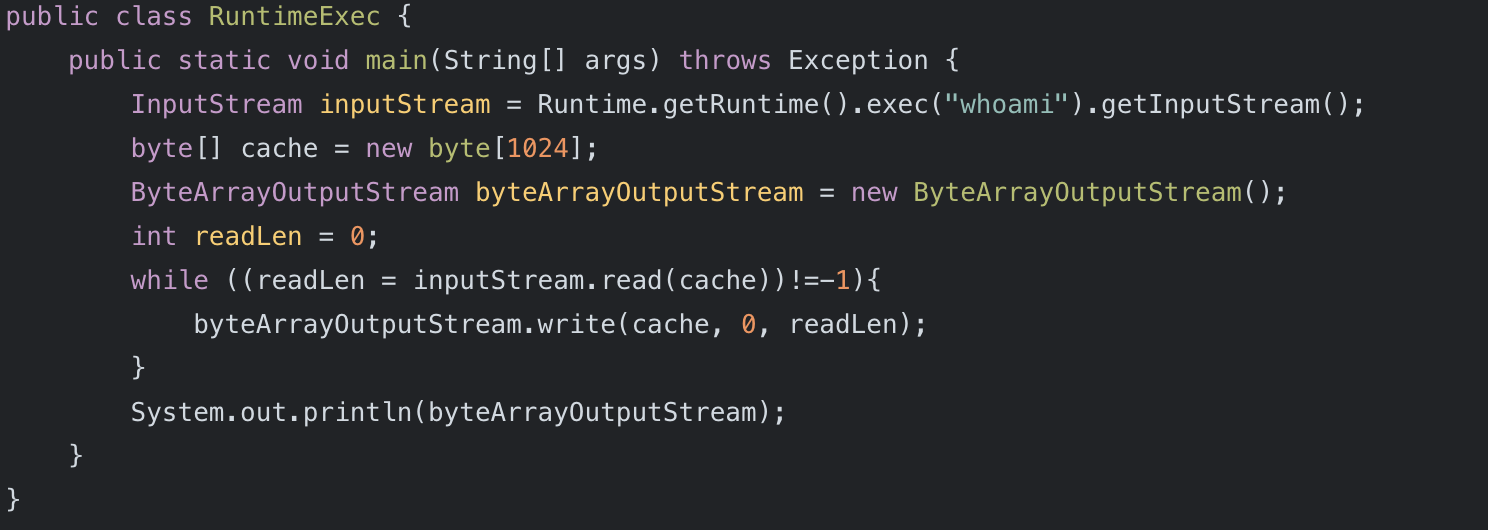 public class RuntimeExec {
    public static void main(String[] args) throws Exception {
        InputStream inputStream = Runtime.getRuntime().exec("whoami").getInputStream();
        byte[] cache = new byte[1024];
        ByteArrayOutputStream byteArrayOutputStream = new ByteArrayOutputStream();
        int readLen = 0;
        while ((readLen = inputStream.read(cache))!=-1){
            byteArrayOutputStream.write(cache, 0, readLen);
        }
        System.out.println(byteArrayOutputStream);
    }
}